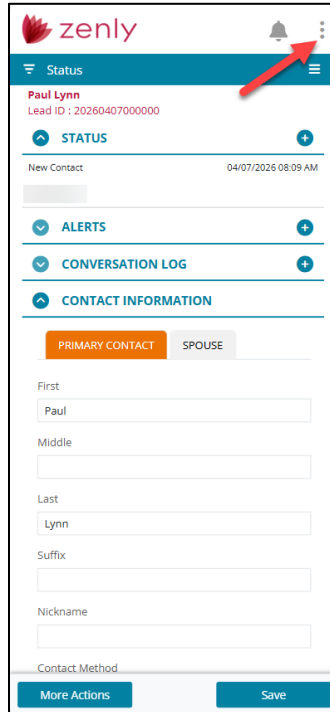 zenly
Status
Paul Lynn
Lead ID : 20260407000000
STATUS
New Contact 04/07/2026 08:09 AM
ALERTS
CONVERSATION LOG
CONTACT INFORMATION
PRIMARY CONTACT SPOUSE
First
Paul
Middle
Last
Lynn
Suffix
Nickname
Contact Method
More Actions Save